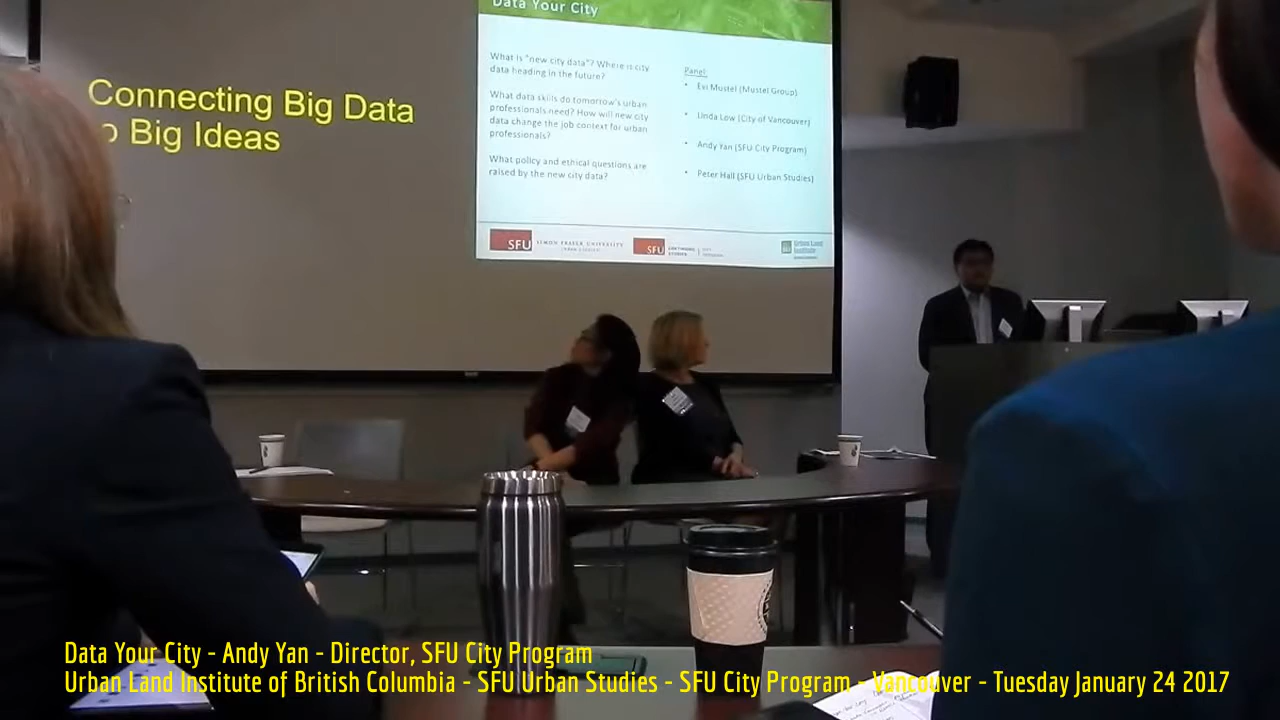 Data Your City
Connecting Big Data
to Big Ideas
What is "new city data"? Where is city
data heading in the future?
What data skills do tomorrow's urban
professionals need? How will new city
data change the job context for urban
professionals?
What policy and ethical questions are
raised by the new city data?
Panel:
• Evi Mustel (Mustel Group)
• Linda Low (City of Vancouver)
• Andy Yan (SFU City Program)
• Peter Hall (SFU Urban Studies)
SFU SIMON FRASER UNIVERSITY
SFU
Urban Land
Institute
Data Your City - Andy Yan - Director, SFU City Program
Urban Land Institute of British Columbia - SFU Urban Studies - SFU City Program - Vancouver - Tuesday January 24 2017